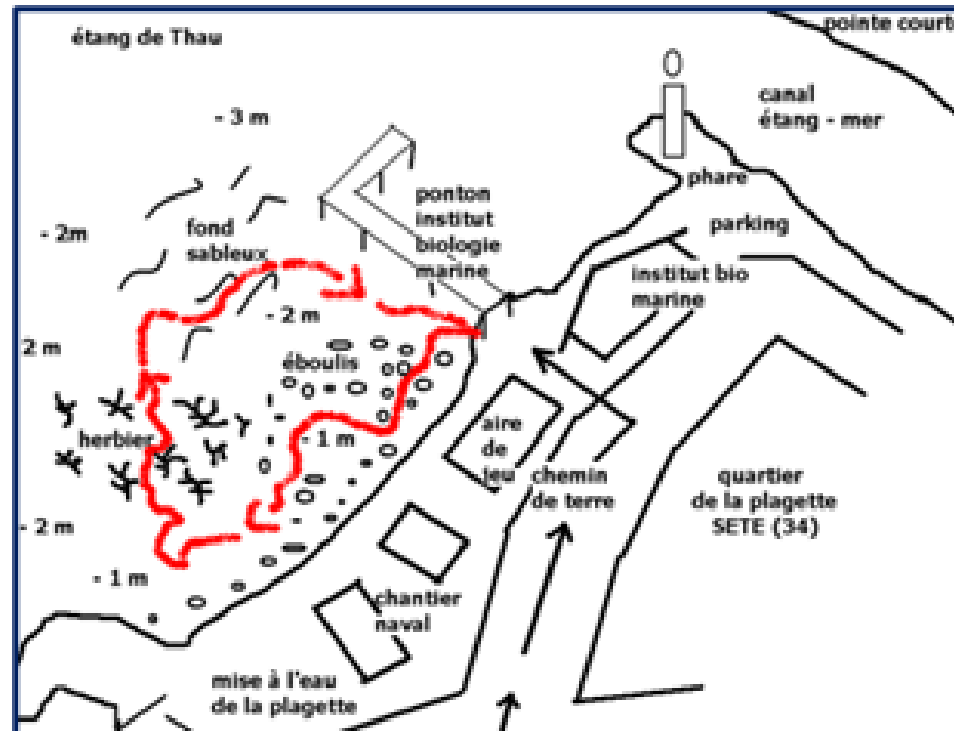 étang de Thau
pointe courte
canal
étang - mer
- 3 m
phare
parking
ponton
institut
biologie
marine
- 2m
fond
sableux
institut bio
marine
- 2 m
2 m
éboulis
herbier
- 1 m
aire
de
jeu
chemin
de terre
quartier
de la plagette
SETE (34)
- 2 m
- 1 m
chantier
naval
mise à l'eau
de la plagette